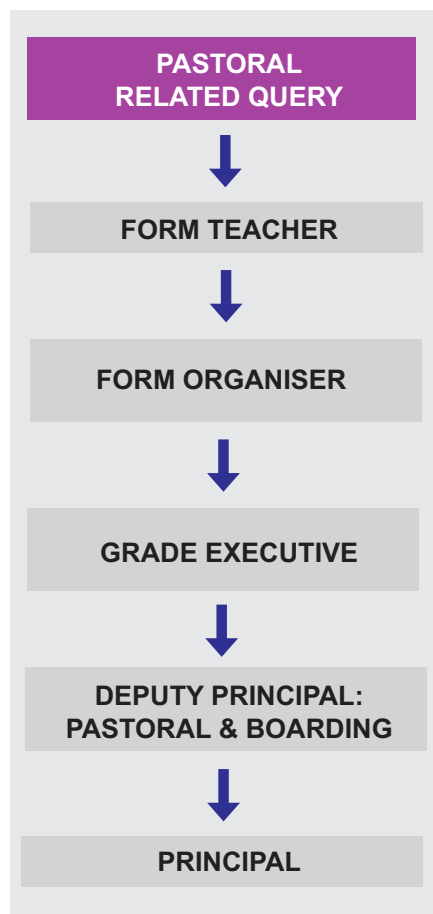 PASTORAL
RELATED QUERY
FORM TEACHER
FORM ORGANISER
GRADE EXECUTIVE
DEPUTY PRINCIPAL:
PASTORAL & BOARDING
PRINCIPAL